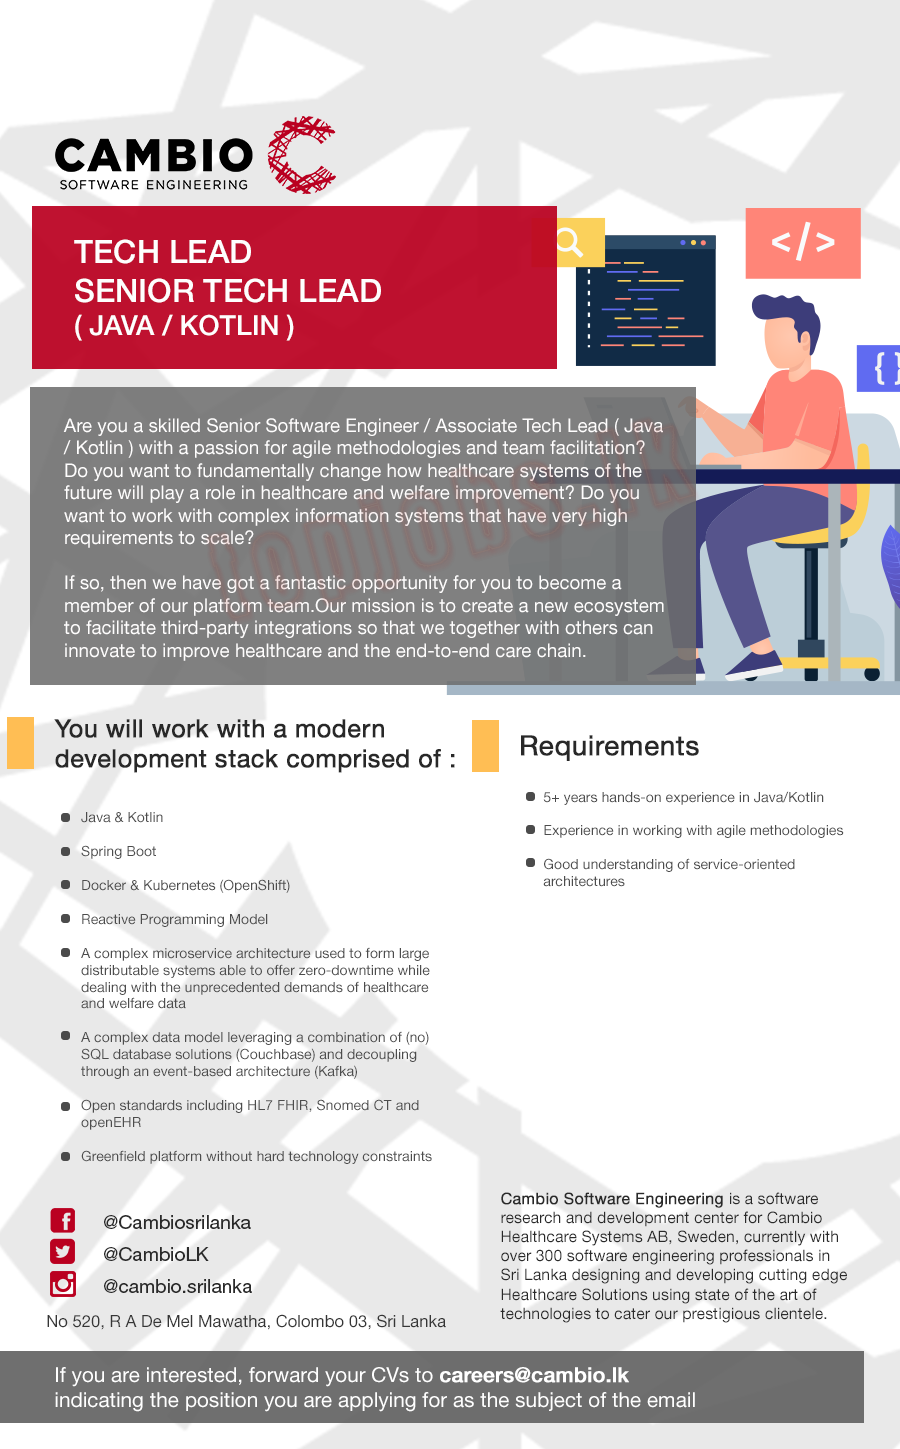 CAMBIO
SOFTWARE ENGINEERING
TECH LEAD
SENIOR TECH LEAD
( JAVA / KOTLIN )
</>
{ }
Are you a skilled Senior Software Engineer / Associate Tech Lead ( Java
/ Kotlin ) with a passion for agile methodologies and team facilitation?
Do you want to fundamentally change how healthcare systems of the
future will play a role in healthcare and welfare improvement? Do you
want to work with complex information systems that have very high
requirements to scale?
If so, then we have got a fantastic opportunity for you to become a
member of our platform team.Our mission is to create a new ecosystem
to facilitate third-party integrations so that we together with others can
innovate to improve healthcare and the end-to-end care chain.
topjobs.lk
You will work with a modern
development stack comprised of :
Java & Kotlin
Spring Boot
Docker & Kubernetes (OpenShift)
Reactive Programming Model
A complex microservice architecture used to form large
distributable systems able to offer zero-downtime while
dealing with the unprecedented demands of healthcare
and welfare data
A complex data model leveraging a combination of (no)
SQL database solutions (Couchbase) and decoupling
through an event-based architecture (Kafka)
Open standards including HL7 FHIR, Snomed CT and
openEHR
Greenfield platform without hard technology constraints
Requirements
5+ years hands-on experience in Java/Kotlin
Experience in working with agile methodologies
Good understanding of service-oriented
architectures
@Cambiosrilanka
@CambioLK
@cambio.srilanka
No 520, R A De Mel Mawatha, Colombo 03, Sri Lanka
Cambio Software Engineering is a software
research and development center for Cambio
Healthcare Systems AB, Sweden, currently with
over 300 software engineering professionals in
Sri Lanka designing and developing cutting edge
Healthcare Solutions using state of the art of
technologies to cater our prestigious clientele.
If you are interested, forward your CVs to careers@cambio.lk
indicating the position you are applying for as the subject of the email